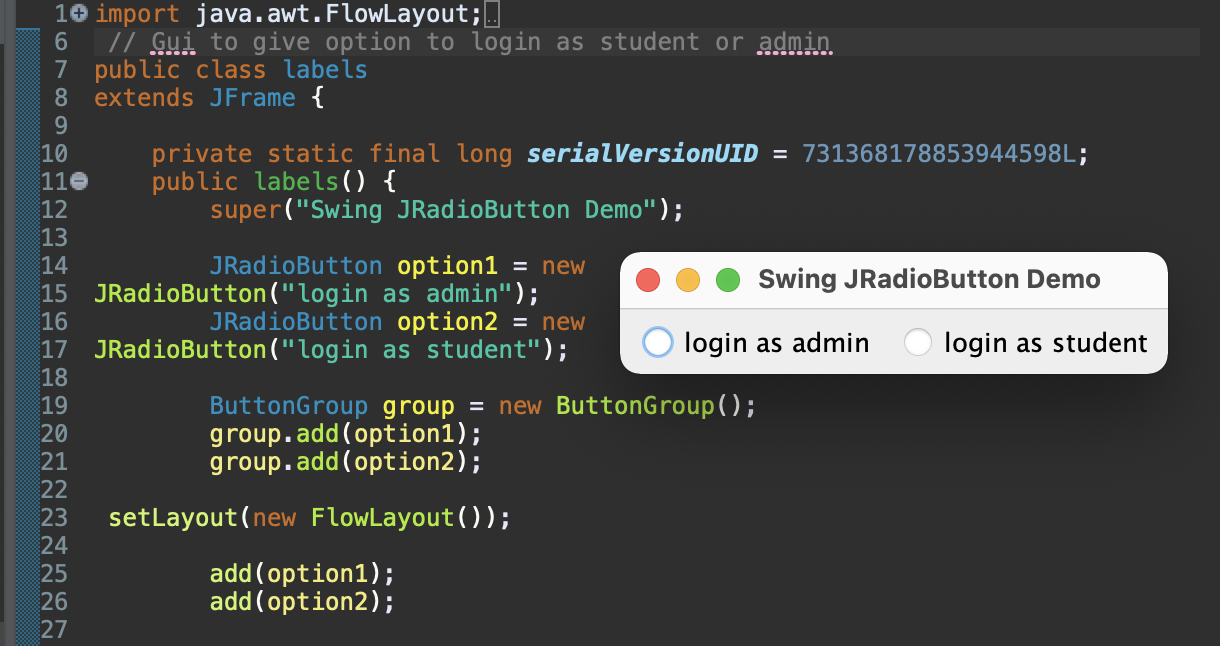 1 import java.awt.FlowLayout;
6 // Gui to give option to login as student or admin
7 public class labels
8 extends JFrame {
9
10 private static final long serialVersionUID = 731368178853944598L;
11 public labels() {
12 super("Swing JRadioButton Demo");
13
14 JRadioButton option1 = new
15 JRadioButton("login as admin");
16 JRadioButton option2 = new
17 JRadioButton("login as student");
18
19 ButtonGroup group = new ButtonGroup();
20 group.add(option1);
21 group.add(option2);
22
23 setLayout(new FlowLayout());
24
25 add(option1);
26 add(option2);
27
Swing JRadioButton Demo
login as admin login as student